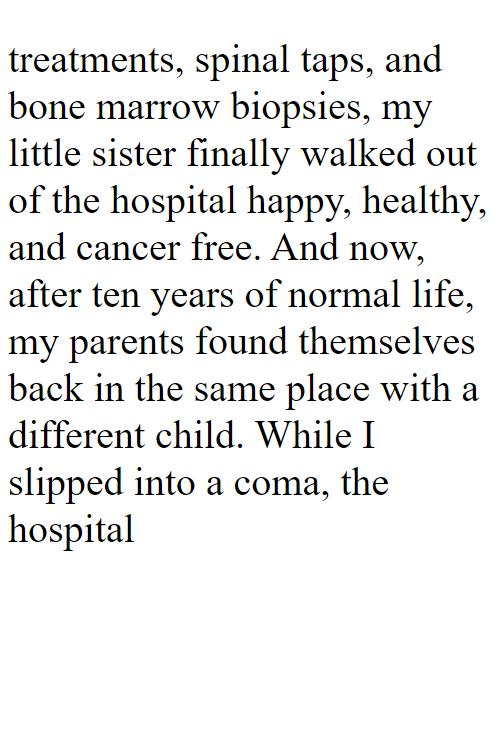 treatments, spinal taps, and
bone marrow biopsies, my
little sister finally walked out
of the hospital happy, healthy,
and cancer free. And now,
after ten years of normal life,
my parents found themselves
back in the same place with a
different child. While I
slipped into a coma, the
hospital